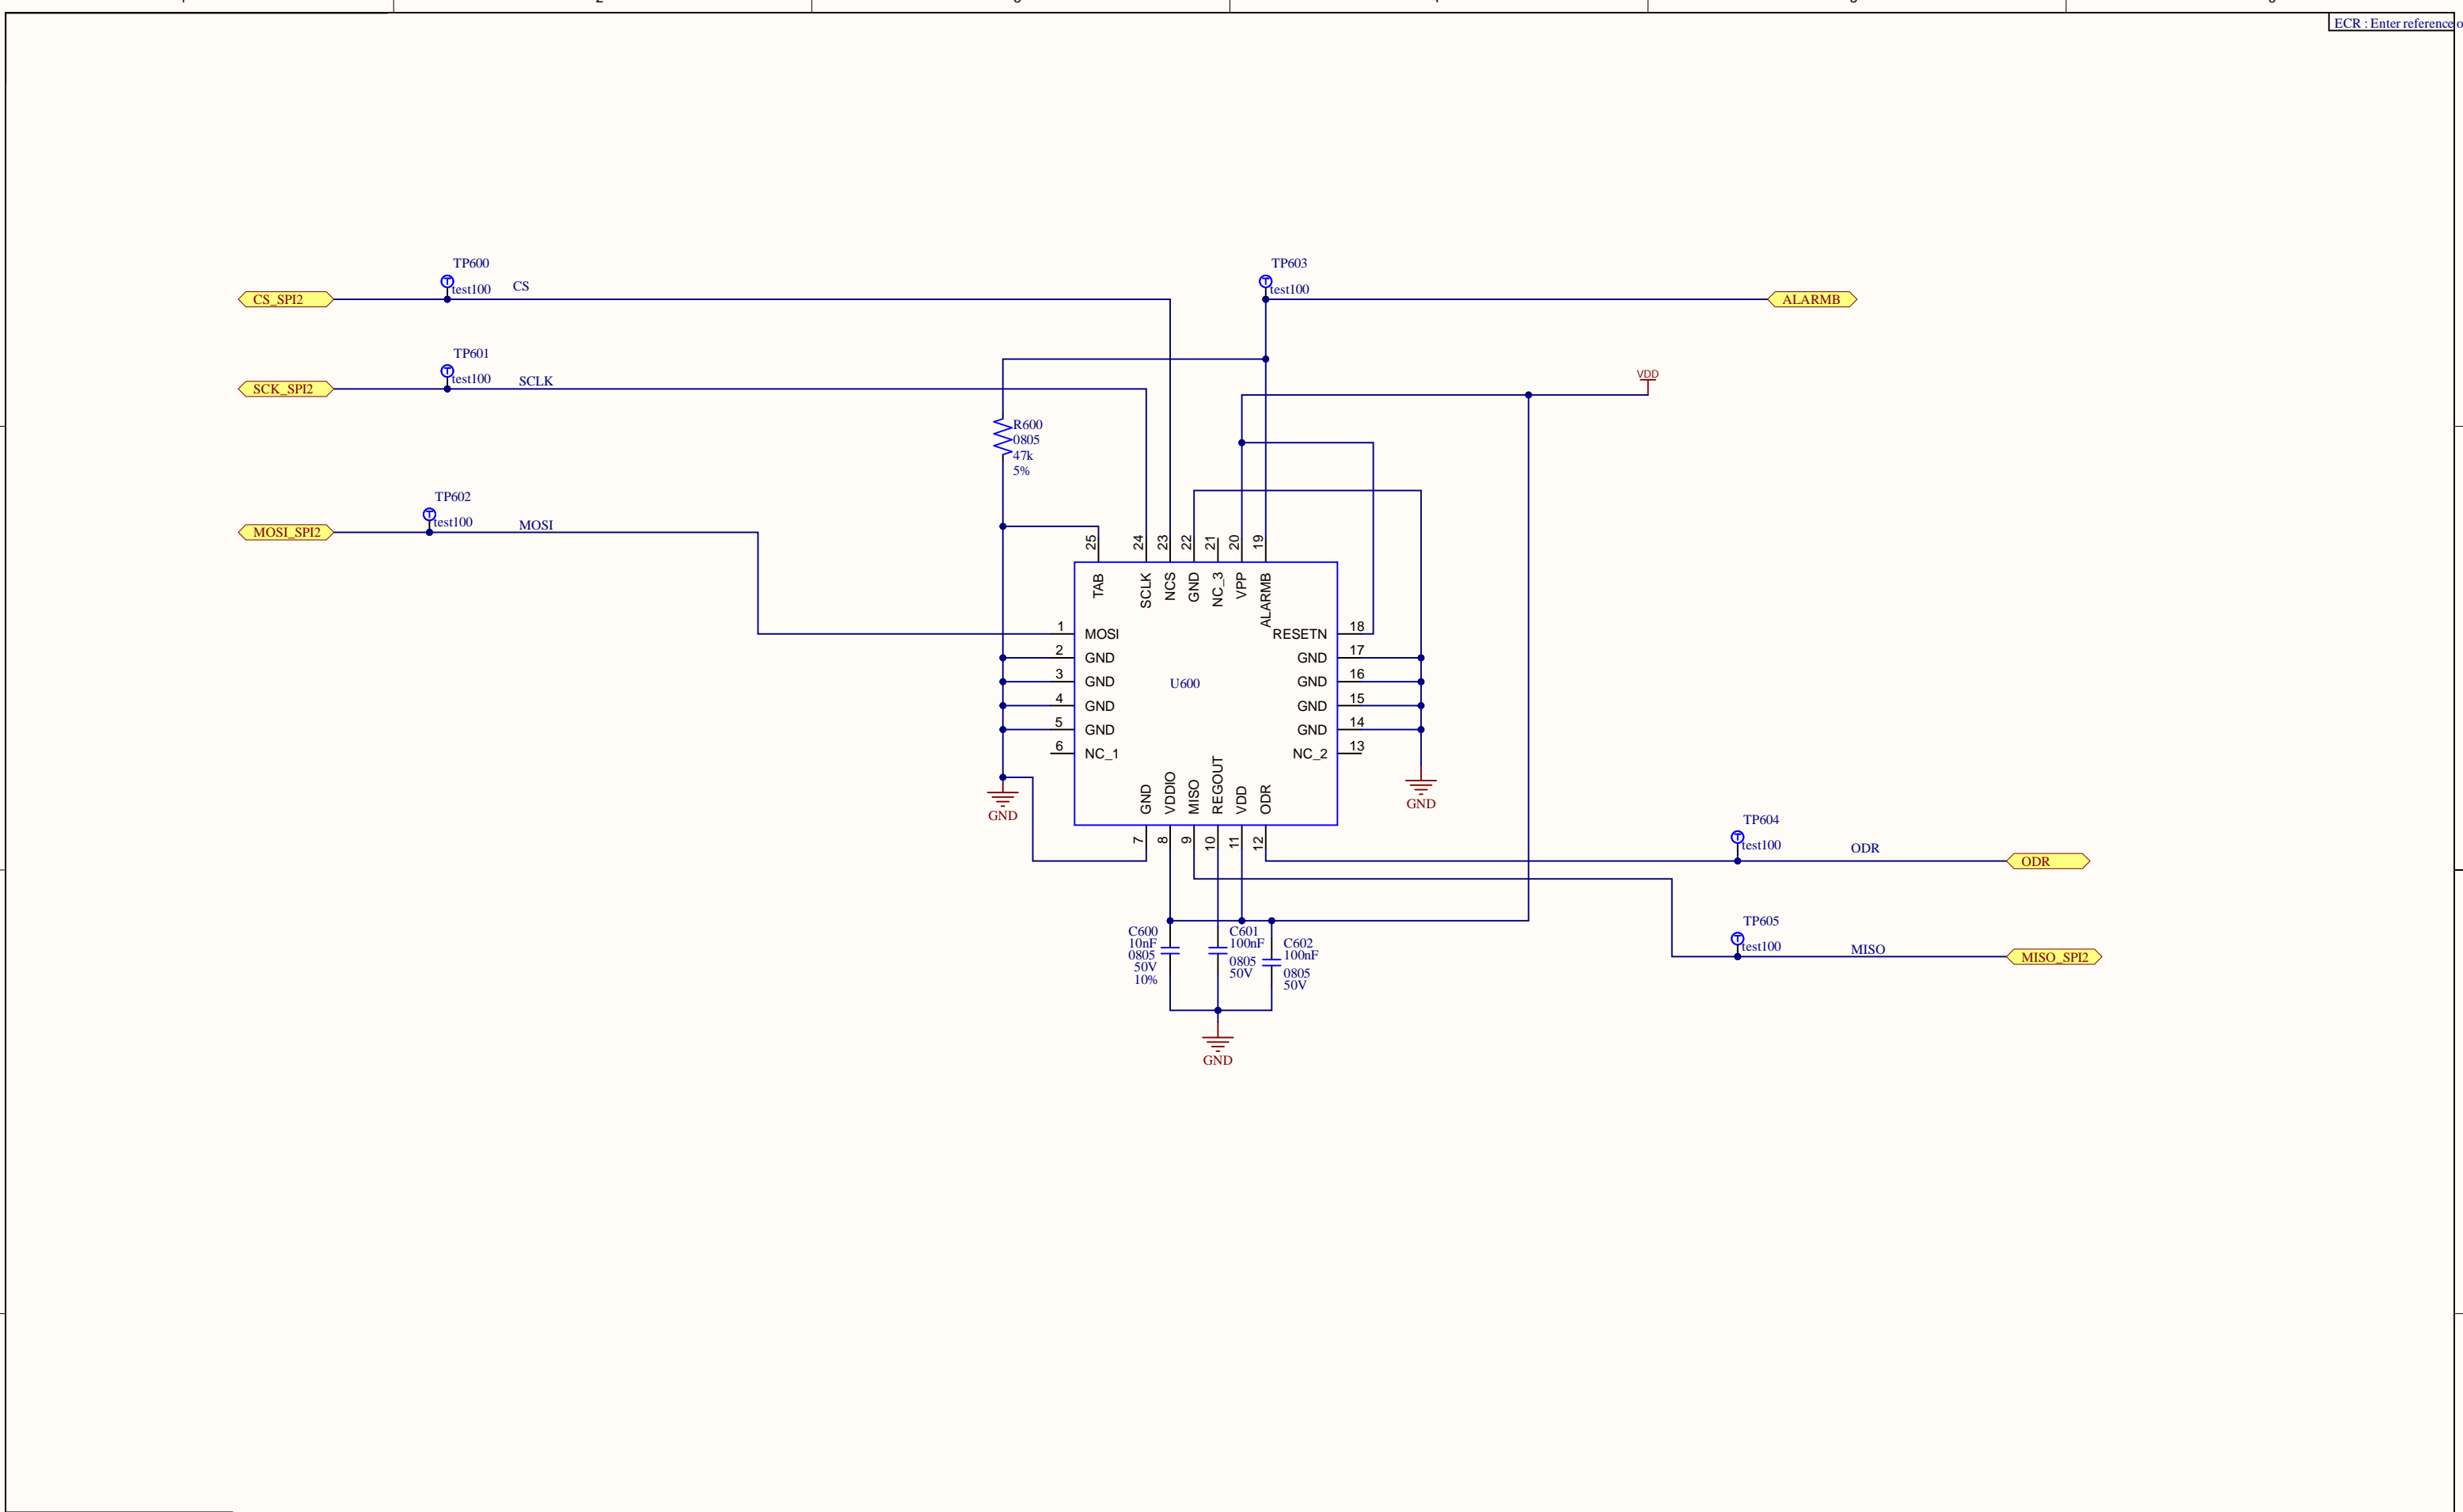 ECR : Enter reference o
TP600
test100
CS
CS_SPI2
TP603
test100
ALARMB
TP601
test100
SCLK
SCK_SPI2
VDD
R600
0805
47k
5%
TP602
test100
MOSI
MOSI_SPI2
25
24
23
22
21
20
19
TAB
SCLK
NCS
GND
NC_3
VPP
ALARMB
1
MOSI
RESETN
18
2
GND
GND
17
3
GND
GND
16
U600
4
GND
GND
15
5
GND
GND
14
6
NC_1
NC_2
13
GND
VDDIO
MISO
REGOUT
VDD
ODR
GND
GND
7
8
9
10
11
12
TP604
test100
ODR
ODR
TP605
test100
MISO
MISO_SPI2
C600
10nF
0805
50V
10%
C601
100nF
0805
50V
C602
100nF
0805
50V
GND